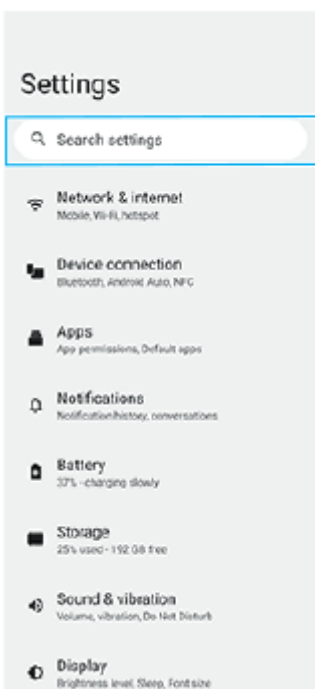 Settings
Search settings
Network & internet
Mobile, Wi-Fi, hotspot
Device connection
Bluetooth, Android Auto, NFC
Apps
App permissions, Default apps
Notifications
Notification history, conversations
Battery
37% - charging slowly
Storage
25% used - 192 GB free
Sound & vibration
Volume, vibration, Do Not Disturb
Display
Brightness level, Sleep, Font size